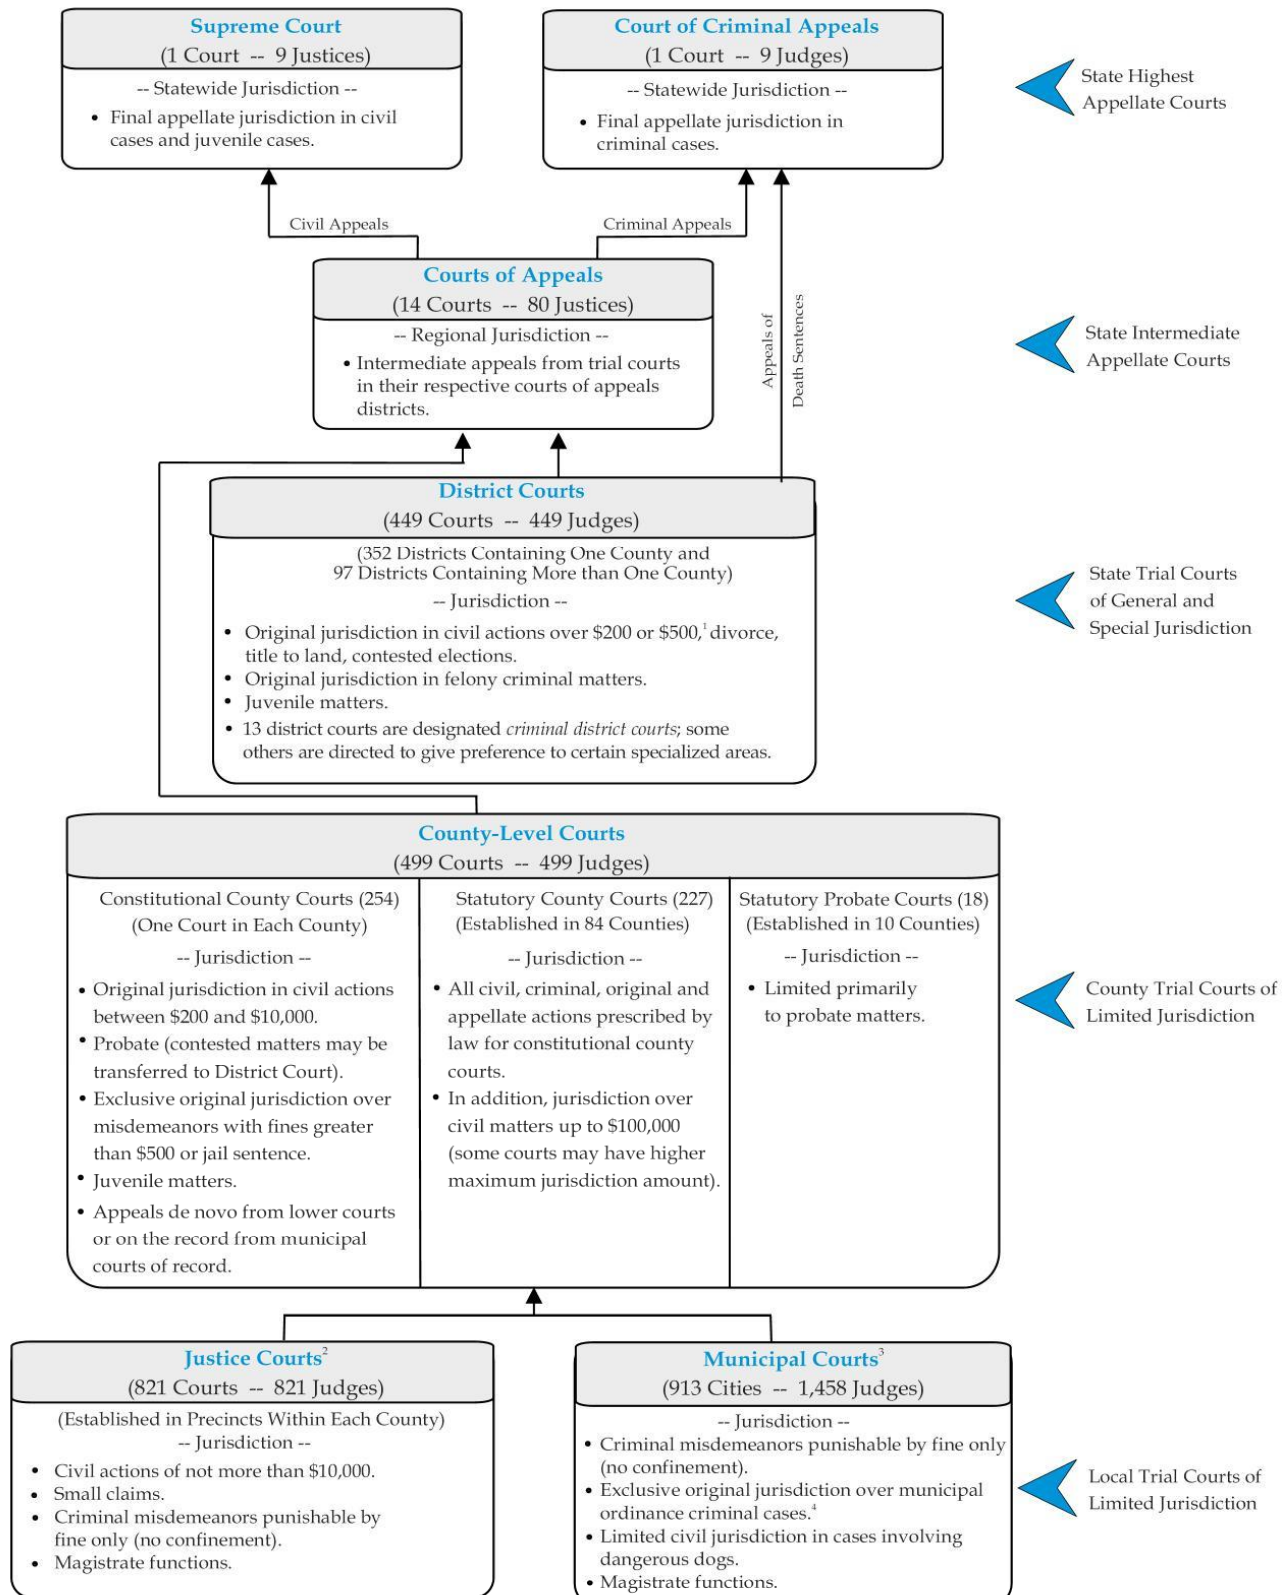 Supreme Court
(1 Court -- 9 Justices)
-- Statewide Jurisdiction --
• Final appellate jurisdiction in civil
cases and juvenile cases.
Court of Criminal Appeals
(1 Court -- 9 Judges)
-- Statewide Jurisdiction --
• Final appellate jurisdiction in
criminal cases.
State Highest
Appellate Courts
Civil Appeals
Criminal Appeals
Courts of Appeals
(14 Courts -- 80 Justices)
-- Regional Jurisdiction --
• Intermediate appeals from trial courts
in their respective courts of appeals
districts.
Appeals of
Death Sentences
State Intermediate
Appellate Courts
District Courts
(449 Courts -- 449 Judges)
(352 Districts Containing One County and
97 Districts Containing More than One County)
-- Jurisdiction --
• Original jurisdiction in civil actions over $200 or $500,¹ divorce,
title to land, contested elections.
• Original jurisdiction in felony criminal matters.
• Juvenile matters.
• 13 district courts are designated criminal district courts; some
others are directed to give preference to certain specialized areas.
State Trial Courts
of General and
Special Jurisdiction
County-Level Courts
(499 Courts -- 499 Judges)
Constitutional County Courts (254)
(One Court in Each County)
-- Jurisdiction --
• Original jurisdiction in civil actions
between $200 and $10,000.
• Probate (contested matters may be
transferred to District Court).
• Exclusive original jurisdiction over
misdemeanors with fines greater
than $500 or jail sentence.
• Juvenile matters.
• Appeals de novo from lower courts
or on the record from municipal
courts of record.
Statutory County Courts (227)
(Established in 84 Counties)
-- Jurisdiction --
• All civil, criminal, original and
appellate actions prescribed by
law for constitutional county
courts.
• In addition, jurisdiction over
civil matters up to $100,000
(some courts may have higher
maximum jurisdiction amount).
Statutory Probate Courts (18)
(Established in 10 Counties)
-- Jurisdiction --
• Limited primarily
to probate matters.
County Trial Courts of
Limited Jurisdiction
Justice Courts²
(821 Courts -- 821 Judges)
(Established in Precincts Within Each County)
-- Jurisdiction --
• Civil actions of not more than $10,000.
• Small claims.
• Criminal misdemeanors punishable by
fine only (no confinement).
• Magistrate functions.
Municipal Courts³
(913 Cities -- 1,458 Judges)
-- Jurisdiction --
• Criminal misdemeanors punishable by fine only
(no confinement).
• Exclusive original jurisdiction over municipal
ordinance criminal cases.⁴
• Limited civil jurisdiction in cases involving
dangerous dogs.
• Magistrate functions.
Local Trial Courts of
Limited Jurisdiction